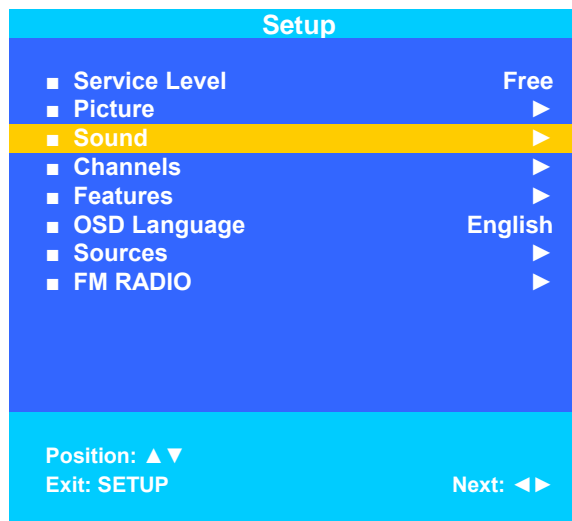 Setup
■ Service Level Free
■ Picture ►
■ Sound ►
■ Channels ►
■ Features ►
■ OSD Language English
■ Sources ►
■ FM RADIO ►
Position: ▲▼
Exit: SETUP Next: ◄►